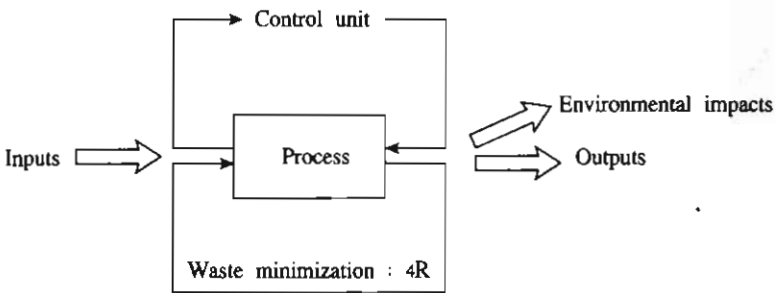 Control unit
Environmental impacts
Inputs
Process
Outputs
Waste minimization : 4R